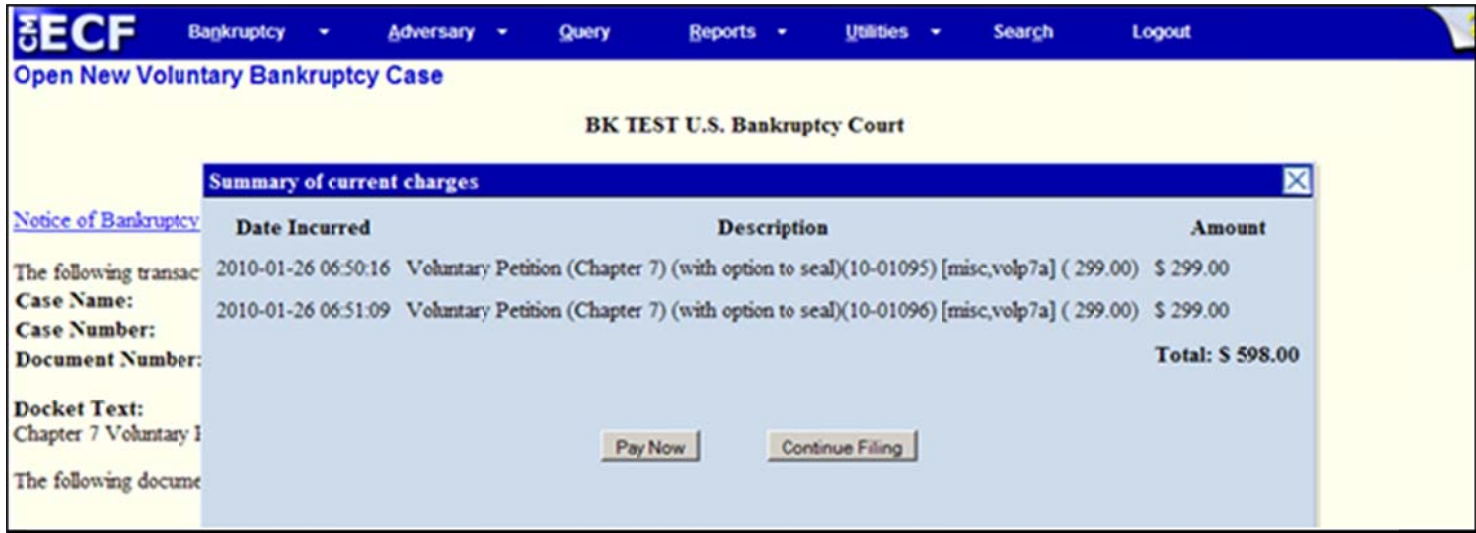 CM ECF Bankruptcy Adversary Query Reports Utilities Search Logout
Open New Voluntary Bankruptcy Case
BK TEST U.S. Bankruptcy Court
Summary of current charges
Notice of Bankruptcy
Date Incurred Description Amount
The following transac
2010-01-26 06:50:16 Voluntary Petition (Chapter 7) (with option to seal)(10-01095) [misc,volp7a] ( 299.00) $ 299.00
Case Name:
2010-01-26 06:51:09 Voluntary Petition (Chapter 7) (with option to seal)(10-01096) [misc,volp7a] ( 299.00) $ 299.00
Case Number:
Document Number:
Total: $ 598.00
Docket Text:
Chapter 7 Voluntary
Pay Now Continue Filing
The following docume